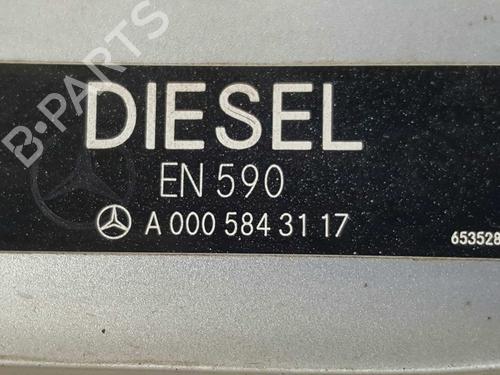 B-PARTS
DIESEL
EN 590
A 000 584 31 17
653528